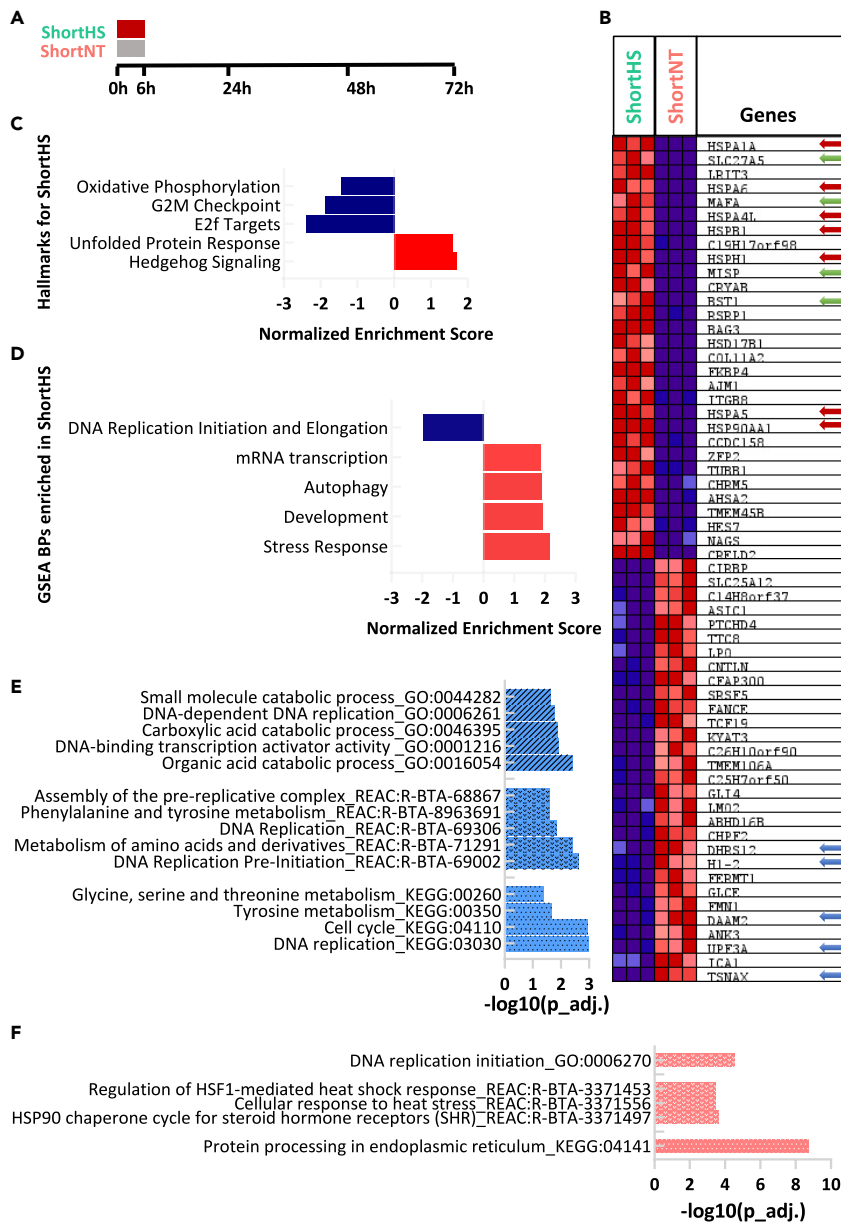 A
ShortHS
ShortNT
0h 6h 24h 48h 72h
B
ShortHS ShortNT Genes
HSPA1A
SLC27A5
LRIT3
HSPA6
MAFA
HSPA4L
HSPB1
C19H17orf98
HSPH1
MISP
CRYAB
BST1
RSRP1
BAG3
HSD17B1
COL11A2
FKBP4
AJM1
ITGB8
HSPA5
HSP90AA1
CCDC158
ZFP2
TUBB1
CHRM5
AHSA2
TMEM45B
HES7
NAGS
CRELD2
CIRBP
SLC25A12
C14H8orf37
ASIC1
PTCHD4
TTC8
LPO
CNTLN
CFAP300
SRSF5
FANCE
TCF19
KYAT3
C26H10orf90
TMEM106A
C25H7orf50
GLI4
LMO2
ABHD16B
CHPF2
DHRS12
H1-2
FERMT1
GLCE
FMN1
DAAM2
ANK3
UPF3A
ICA1
TSNAX
C
Hallmarks for ShortHS
Oxidative Phosphorylation
G2M Checkpoint
E2f Targets
Unfolded Protein Response
Hedgehog Signaling
-3 -2 -1 0 1 2
Normalized Enrichment Score
D
GSEA BPs enriched in ShortHS
DNA Replication Initiation and Elongation
mRNA transcription
Autophagy
Development
Stress Response
-3 -2 -1 0 1 2 3
Normalized Enrichment Score
E
Small molecule catabolic process_GO:0044282
DNA-dependent DNA replication_GO:0006261
Carboxylic acid catabolic process_GO:0046395
DNA-binding transcription activator activity _GO:0001216
Organic acid catabolic process_GO:0016054
Assembly of the pre-replicative complex_REAC:R-BTA-68867
Phenylalanine and tyrosine metabolism_REAC:R-BTA-8963691
DNA Replication_REAC:R-BTA-69306
Metabolism of amino acids and derivatives_REAC:R-BTA-71291
DNA Replication Pre-Initiation_REAC:R-BTA-69002
Glycine, serine and threonine metabolism_KEGG:00260
Tyrosine metabolism_KEGG:00350
Cell cycle_KEGG:04110
DNA replication_KEGG:03030
0 1 2 3
-log10(p_adj.)
F
DNA replication initiation_GO:0006270
Regulation of HSF1-mediated heat shock response_REAC:R-BTA-3371453
Cellular response to heat stress_REAC:R-BTA-3371556
HSP90 chaperone cycle for steroid hormone receptors (SHR)_REAC:R-BTA-3371497
Protein processing in endoplasmic reticulum_KEGG:04141
0 2 4 6 8 10
-log10(p_adj.)